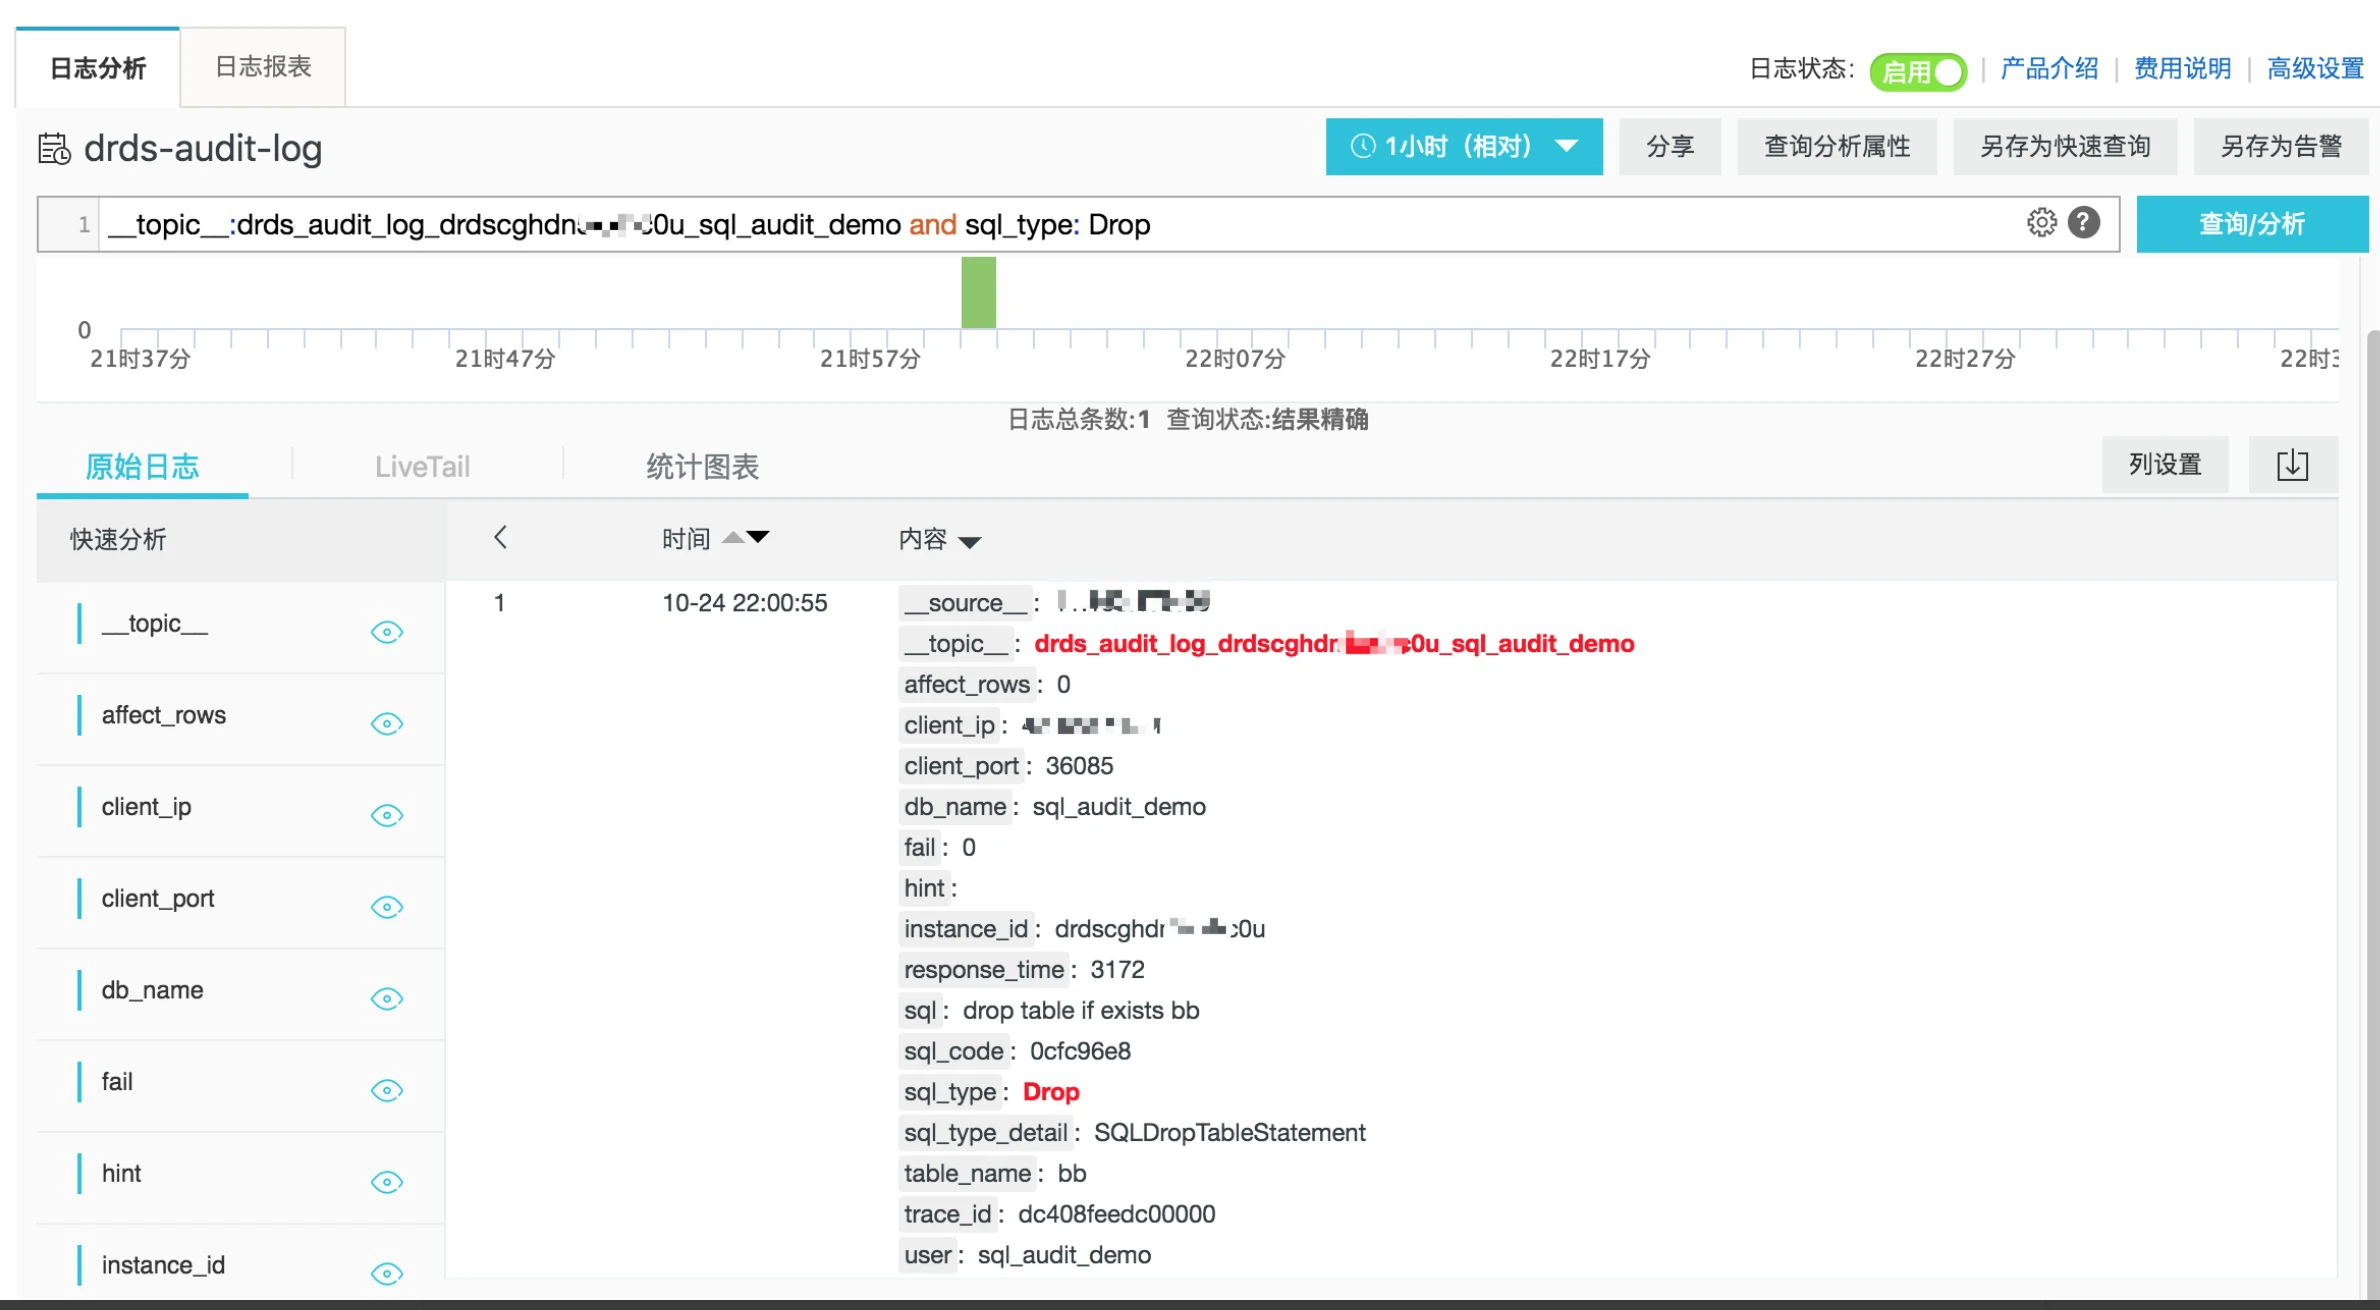 日志分析 日志报表 日志状态: 启用 产品介绍 费用说明 高级设置
drds-audit-log 1小时（相对） 分享 查询分析属性 另存为快速查询 另存为告警
1 __topic__:drds_audit_log_drdscghdn 0u_sql_audit_demo and sql_type: Drop ? 查询/分析
0
21时37分 21时47分 21时57分 22时07分 22时17分 22时27分 22时3
日志总条数:1 查询状态:结果精确
原始日志 LiveTail 统计图表 列设置
快速分析 时间 内容
1 10-24 22:00:55 __source__ :
__topic__ __topic__ : drds_audit_log_drdscghdn 0u_sql_audit_demo
affect_rows : 0
affect_rows client_ip :
client_port : 36085
client_ip db_name : sql_audit_demo
fail : 0
client_port hint :
instance_id : drdscghdr c0u
db_name response_time : 3172
sql : drop table if exists bb
sql_code : 0cfc96e8
fail sql_type : Drop
sql_type_detail : SQLDropTableStatement
hint table_name : bb
trace_id : dc408feedc00000
instance_id user : sql_audit_demo